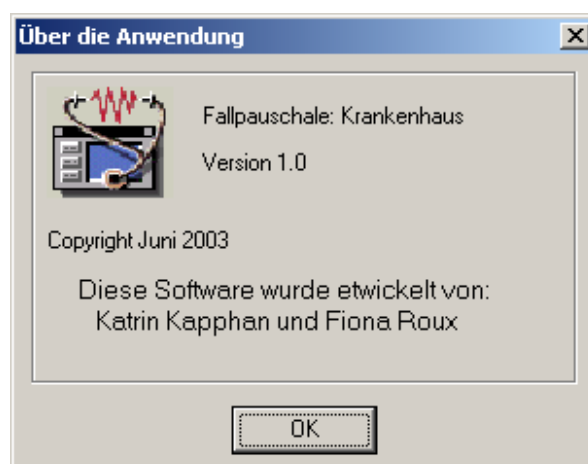 Über die Anwendung
Fallpauschale: Krankenhaus
Version 1.0
Copyright Juni 2003
Diese Software wurde etwickelt von:
Katrin Kapphan und Fiona Roux
OK